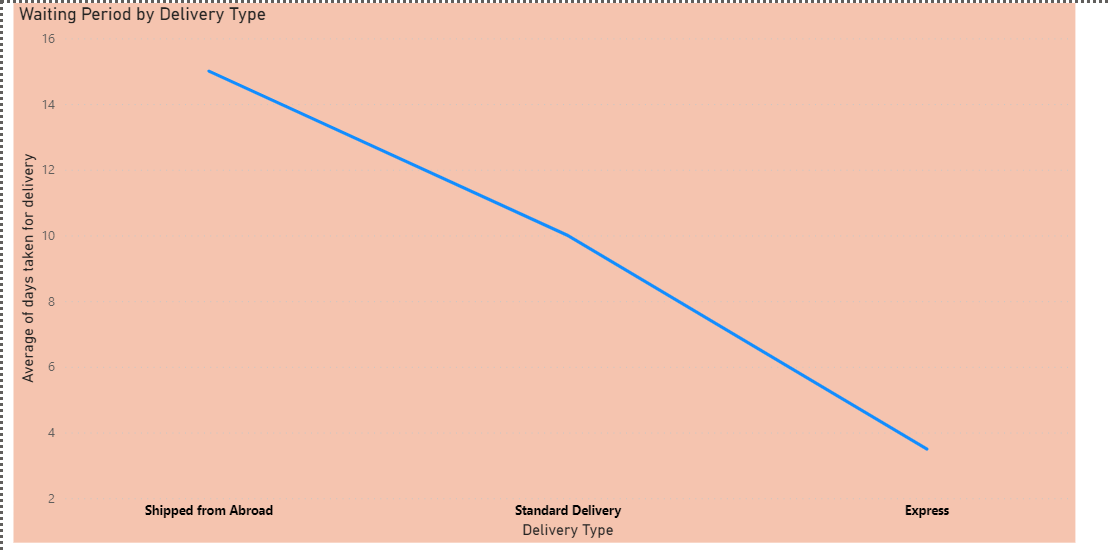 Waiting Period by Delivery Type
16
14
12
10
8
6
4
2
Average of days taken for delivery
Shipped from Abroad
Standard Delivery
Express
Delivery Type